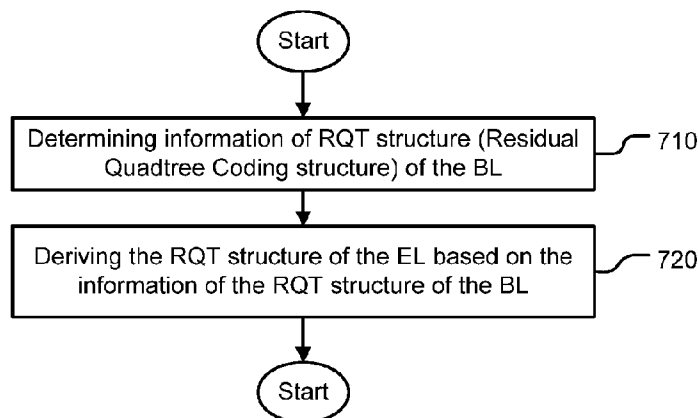 Start
Determining information of RQT structure (Residual
Quadtree Coding structure) of the BL
710
Deriving the RQT structure of the EL based on the
information of the RQT structure of the BL
720
Start